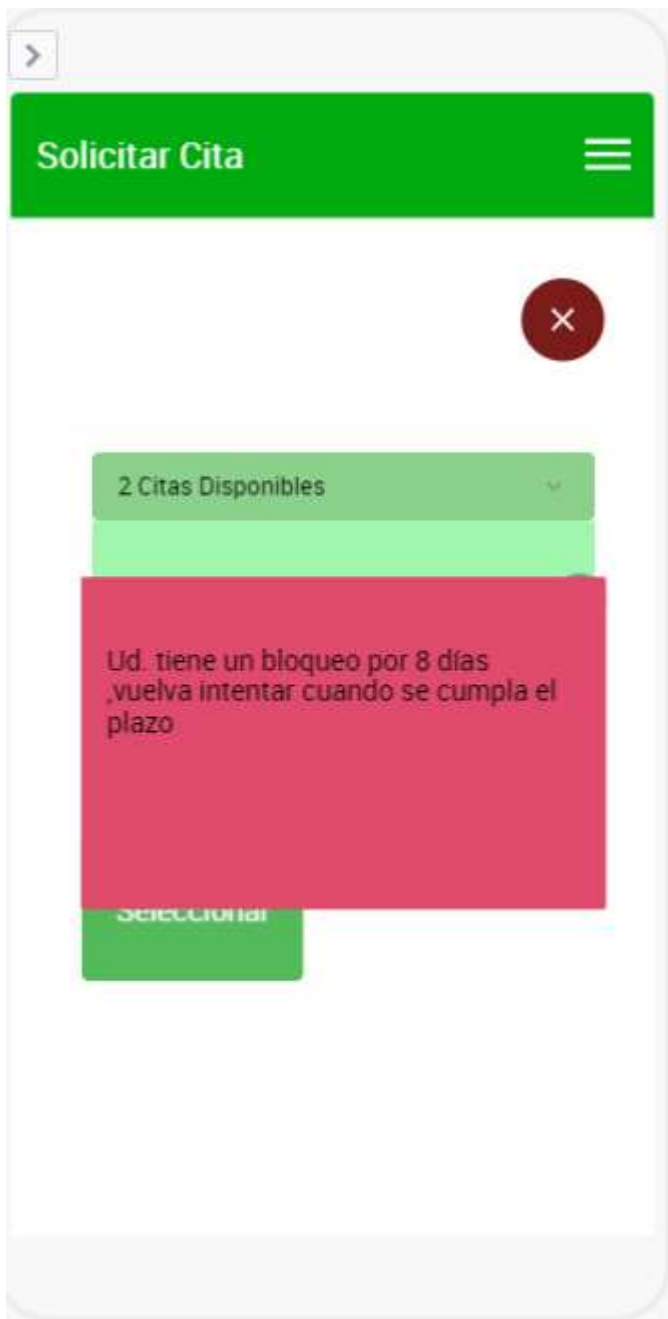 Solicitar Cita
2 Citas Disponibles
Ud. tiene un bloqueo por 8 días
,vuelva intentar cuando se cumpla el
plazo
Seleccionar